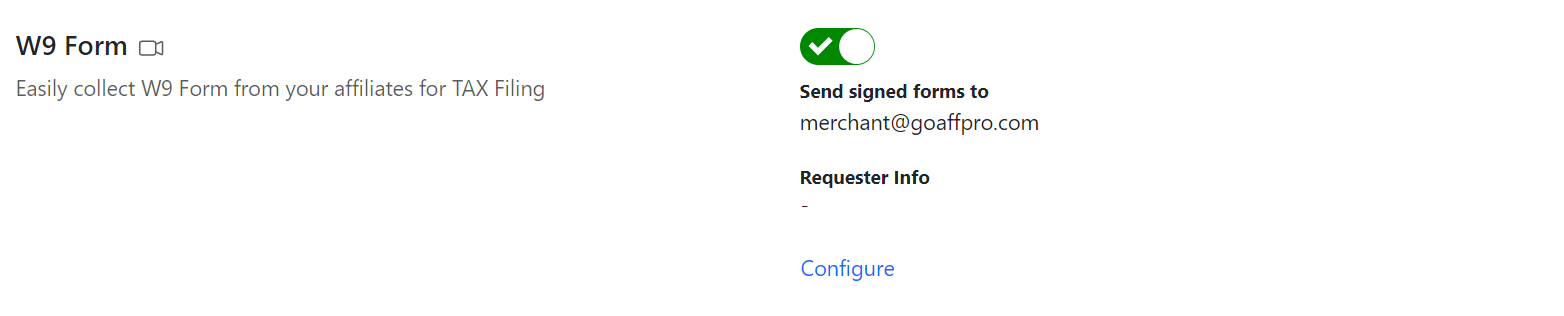 W9 Form
Easily collect W9 Form from your affiliates for TAX Filing
Send signed forms to
merchant@goaffpro.com
Requester Info
-
Configure